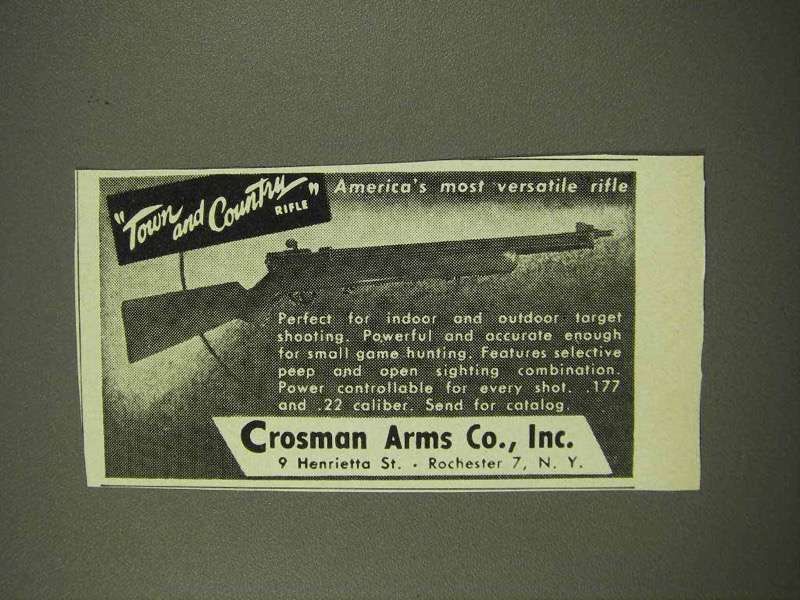 "Town and Country"
RIFLE
America's most versatile rifle
Perfect for indoor and outdoor target
shooting. Powerful and accurate enough
for small game hunting. Features selective
peep and open sighting combination.
Power controllable for every shot. .177
and .22 caliber. Send for catalog.
Crosman Arms Co., Inc.
9 Henrietta St. • Rochester 7, N. Y.